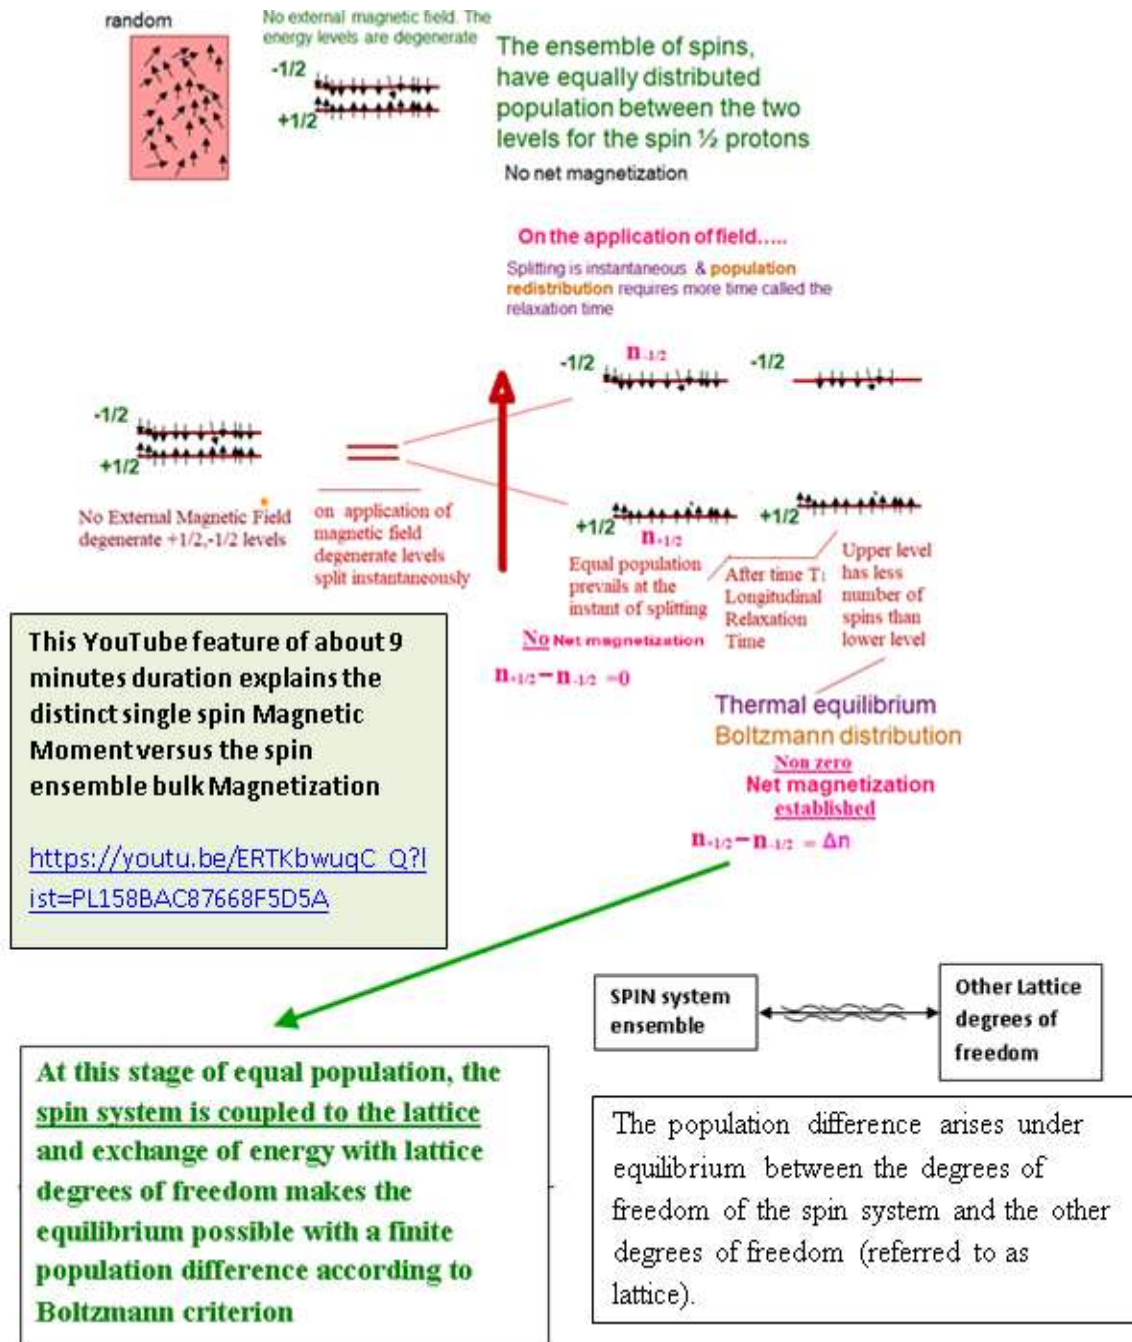 random
No external magnetic field. The
energy levels are degenerate
-1/2
+1/2
The ensemble of spins,
have equally distributed
population between the two
levels for the spin ½ protons
No net magnetization
On the application of field.....
Splitting is instantaneous & population
redistribution requires more time called the
relaxation time
-1/2
n-1/2
-1/2
-1/2
+1/2
+1/2
n+1/2
+1/2
No External Magnetic Field
degenerate +1/2,-1/2 levels
on application of
magnetic field
degenerate levels
split instantaneously
Equal population
prevails at the
instant of splitting
After time T1
Longitudinal
Relaxation
Time
Upper level
has less
number of
spins than
lower level
No Net magnetization
n+1/2 − n-1/2 =0
Thermal equilibrium
Boltzmann distribution
Non zero
Net magnetization
established
n+1/2 − n-1/2 = Δn
This YouTube feature of about 9
minutes duration explains the
distinct single spin Magnetic
Moment versus the spin
ensemble bulk Magnetization
https://youtu.be/ERTKbwuqC_Q?l
ist=PL158BAC87668F5D5A
SPIN system
ensemble
Other Lattice
degrees of
freedom
At this stage of equal population, the
spin system is coupled to the lattice
and exchange of energy with lattice
degrees of freedom makes the
equilibrium possible with a finite
population difference according to
Boltzmann criterion
The population difference arises under
equilibrium between the degrees of
freedom of the spin system and the other
degrees of freedom (referred to as
lattice).